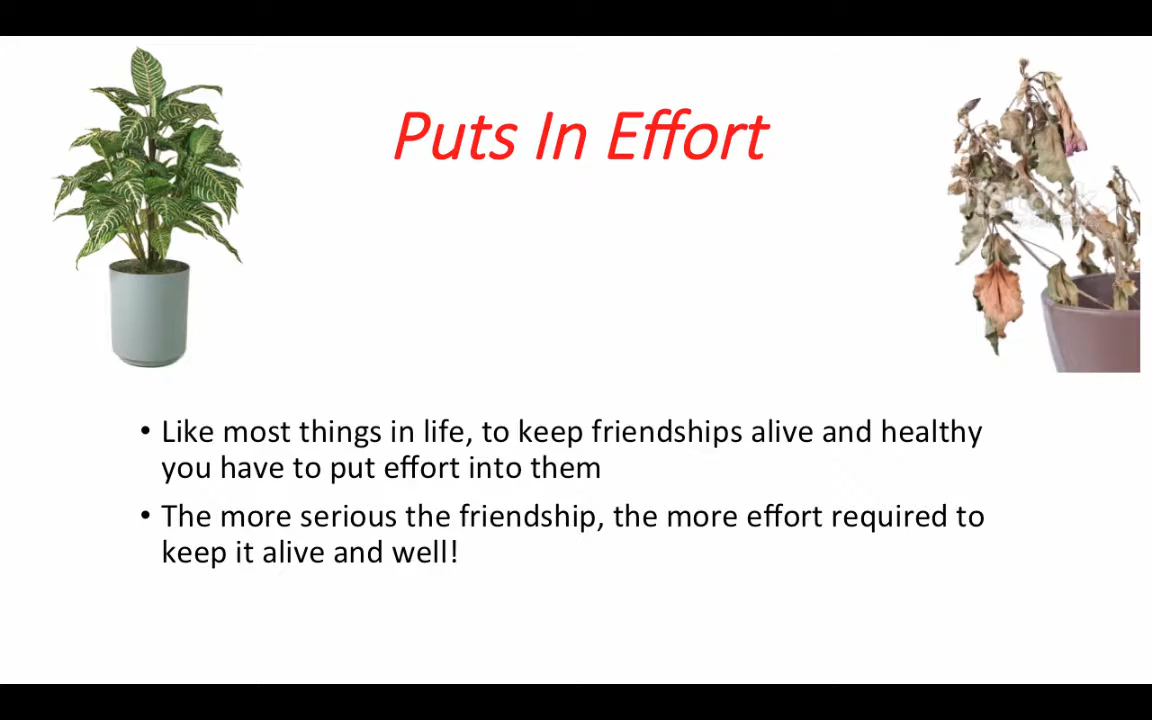 Puts In Effort
• Like most things in life, to keep friendships alive and healthy
you have to put effort into them
• The more serious the friendship, the more effort required to
keep it alive and well!